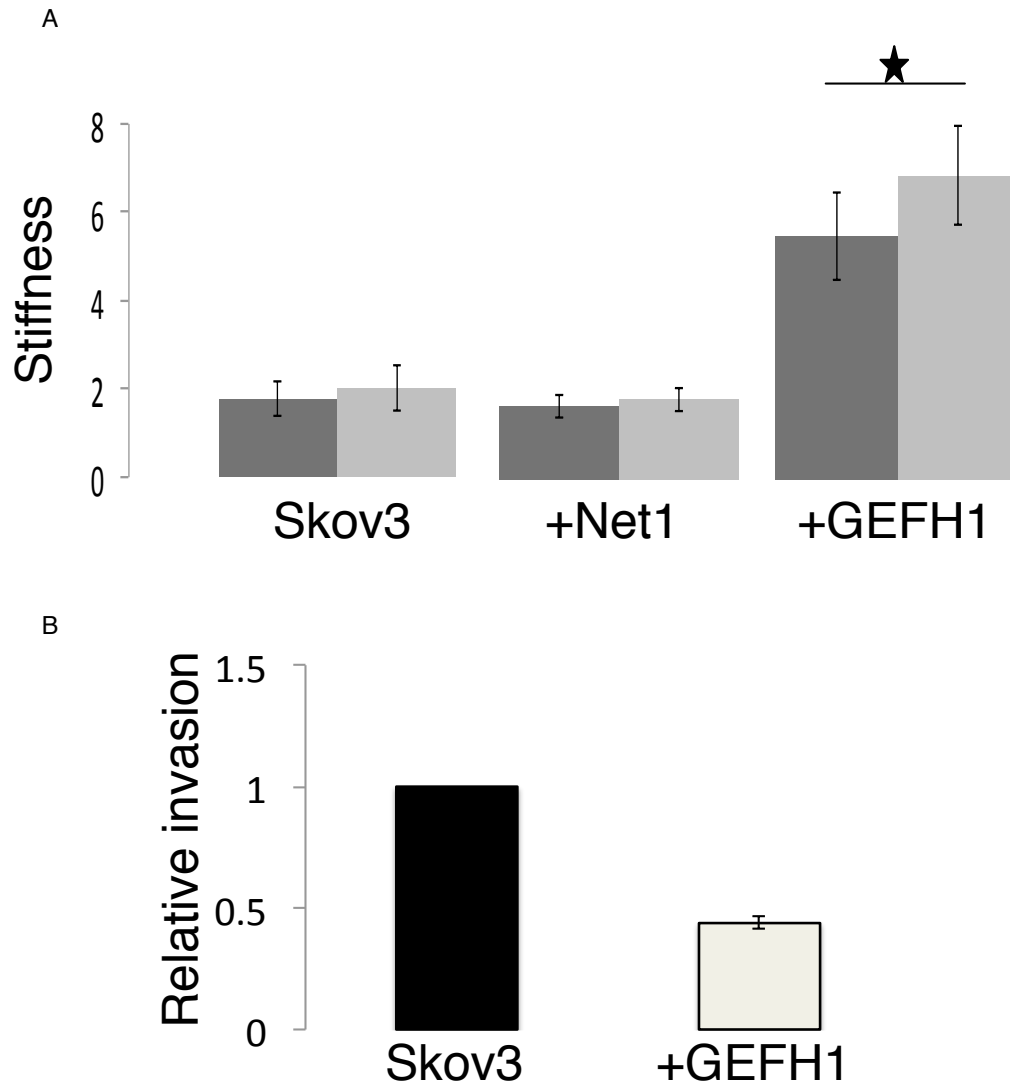 A
Stiffness
8
6
4
2
0
Skov3 +Net1 +GEFH1
B
Relative invasion
1.5
1
0.5
0
Skov3 +GEFH1